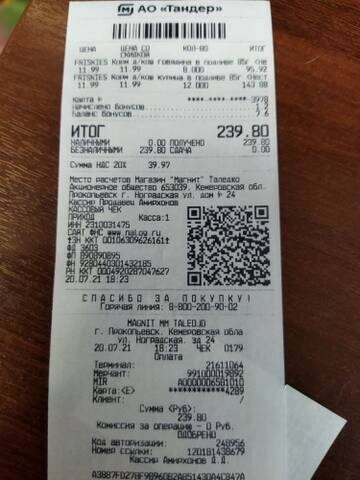 М АО «Тандер»
ЦЕНА ЦЕНА СО СКИДКОЙ КОЛ-ВО ИТОГ
FRISKIES Корм д/кош говядина в подливе 85г
11.99 11.99 8.000 95.92
FRISKIES Корм д/кош курица в подливе 85г
11.99 11.99 12.000 143.88
Карта № **** **** **** 3978
Начислено бонусов 1.2
Баланс бонусов 7.6
ИТОГ 239.80
НАЛИЧНЫМИ 0.00 ПОЛУЧЕНО 239.80
БЕЗНАЛИЧНЫМИ 239.80 СДАЧА 0.00
Сумма НДС 20% 39.97
Место расчетов Магазин "Магнит" Таледжо
Акционерное общество 653039, Кемеровская обл.
Прокопьевск г, Ноградская ул, дом № 24
Кассир Продавец Амирхонов
КАССОВЫЙ ЧЕК
ПРИХОД Касса:1
ИНН 2310031475
САЙТ ФНС www.nalog.ru
ЗН ККТ 00106309626161
ФД 3603
ФП 890890895
ФН 9280440301432185
РН ККТ 0004920287047627
20.07.21 18:23
СПАСИБО ЗА ПОКУПКУ!
Горячая линия: 8-800-200-90-02
MAGNIT MM TALEDJO
г. Прокопьевск, Кемеровская обла
ул. Ноградская, зд 24
20.07.21 18:23 ЧЕК 0179
Оплата
Терминал: 21611064
Мерчант: 991000019892
MIR A0000006581010
Карта:(E) ************4289
Клиент: /
Сумма (Руб):
239.80
Комиссия за операцию - 0 Руб.
ОДОБРЕНО
Код авторизации: 248956
Номер ссылки: 120181438679
Кассир Амирхонов Д.Д.